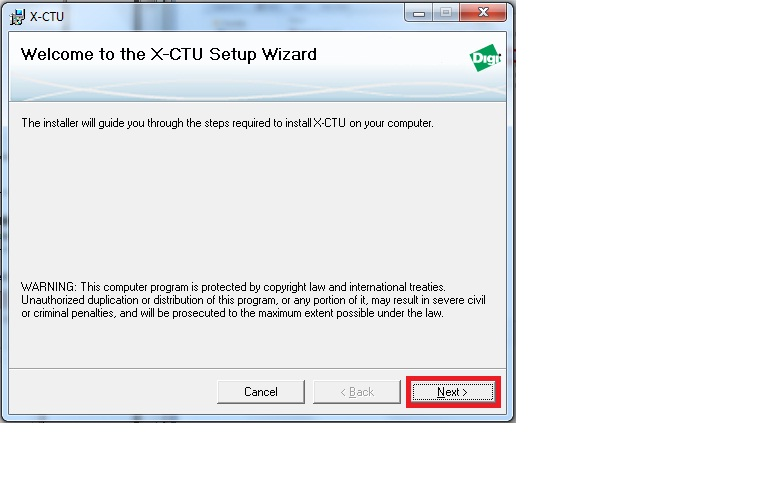 X-CTU
Welcome to the X-CTU Setup Wizard
Digi
The installer will guide you through the steps required to install X-CTU on your computer.
WARNING: This computer program is protected by copyright law and international treaties.
Unauthorized duplication or distribution of this program, or any portion of it, may result in severe civil
or criminal penalties, and will be prosecuted to the maximum extent possible under the law.
Cancel
< Back
Next >